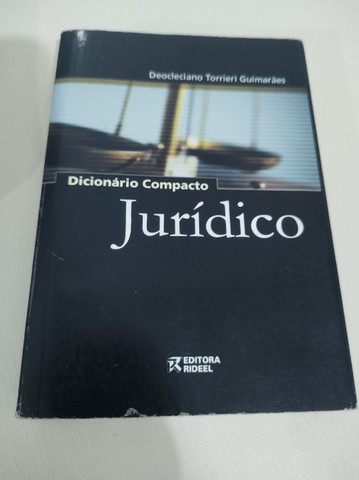 Deocleciano Torrieri Guimarães
Dicionário Compacto
Jurídico
EDITORA
RIDEEL